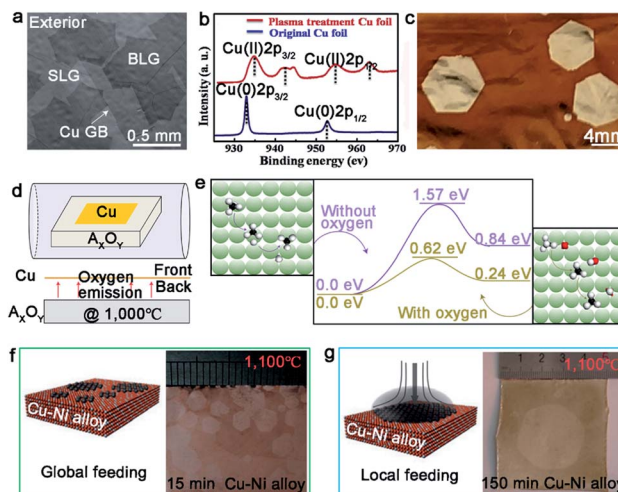 a
Exterior
SLG
BLG
Cu GB
0.5 mm
b
Plasma treatment Cu foil
Original Cu foil
Cu(II)2p3/2
Cu(II)2p1/2
Cu(0)2p3/2
Cu(0)2p1/2
Intensity (a. u.)
930 940 950 960 970
Binding energy (ev)
c
4mm
d
Cu
AXOY
Cu
Oxygen
emission
Front
Back
AXOY
@ 1,000℃
e
Without
oxygen
1.57 eV
0.84 eV
0.62 eV
0.24 eV
0.0 eV
0.0 eV
With oxygen
f
Cu-Ni alloy
Global feeding
1,100℃
15 min Cu-Ni alloy
g
Cu-Ni alloy
Local feeding
1 2 3 4 5
1,100℃
150 min Cu-Ni alloy